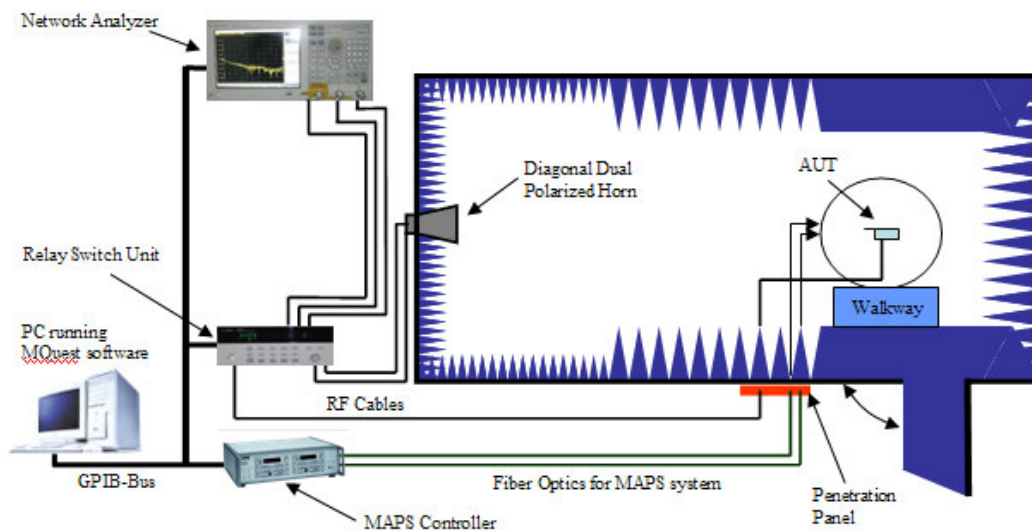 Network Analyzer
AUT
Diagonal Dual
Polarized Horn
Relay Switch Unit
Walkway
PC running
MQuest software
RF Cables
GPIB-Bus
Fiber Optics for MAPS system
Penetration
Panel
MAPS Controller